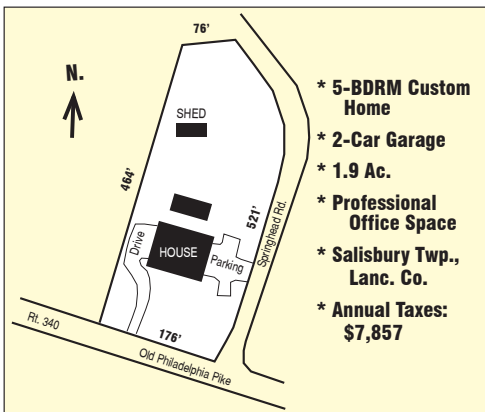 76'
N.
SHED
464'
521'
Springhead Rd.
Drive
HOUSE
Parking
176'
Rt. 340
Old Philadelphia Pike
* 5-BDRM Custom
Home
* 2-Car Garage
* 1.9 Ac.
* Professional
Office Space
* Salisbury Twp.,
Lanc. Co.
* Annual Taxes:
$7,857